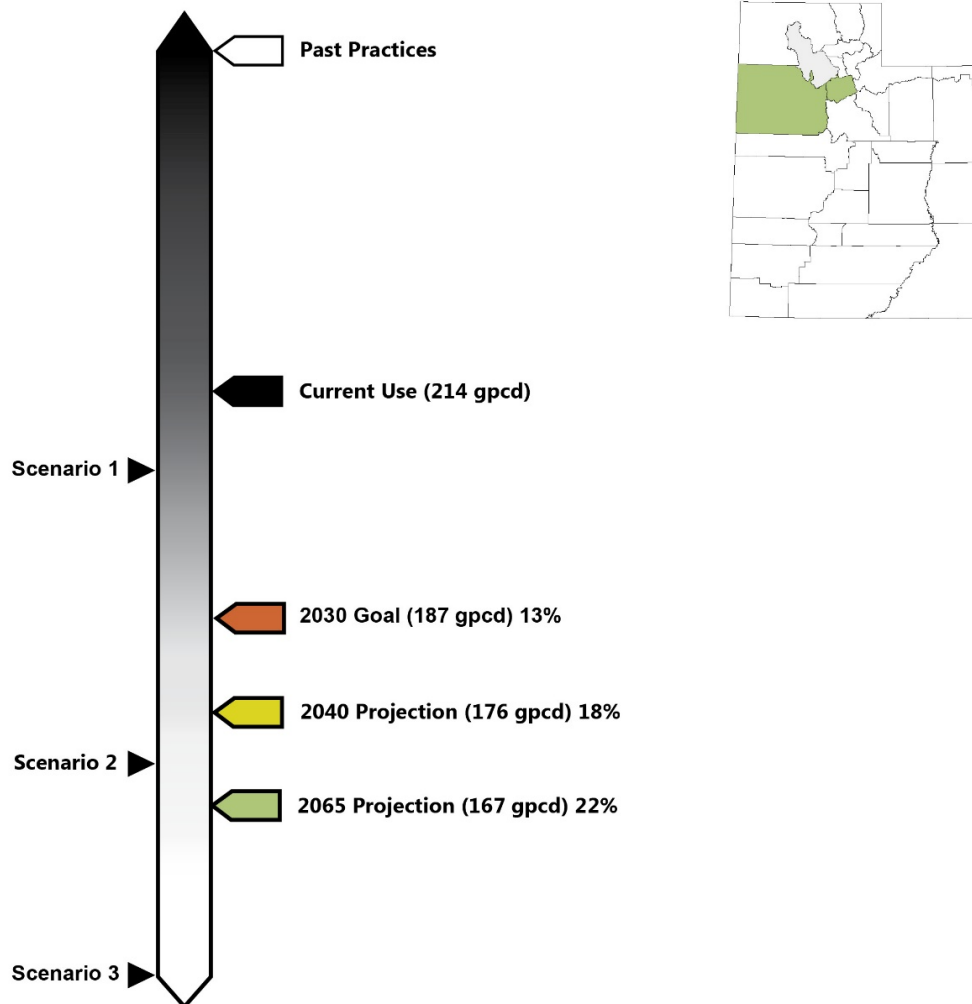 Past Practices
Current Use (214 gpcd)
Scenario 1
2030 Goal (187 gpcd) 13%
2040 Projection (176 gpcd) 18%
Scenario 2
2065 Projection (167 gpcd) 22%
Scenario 3